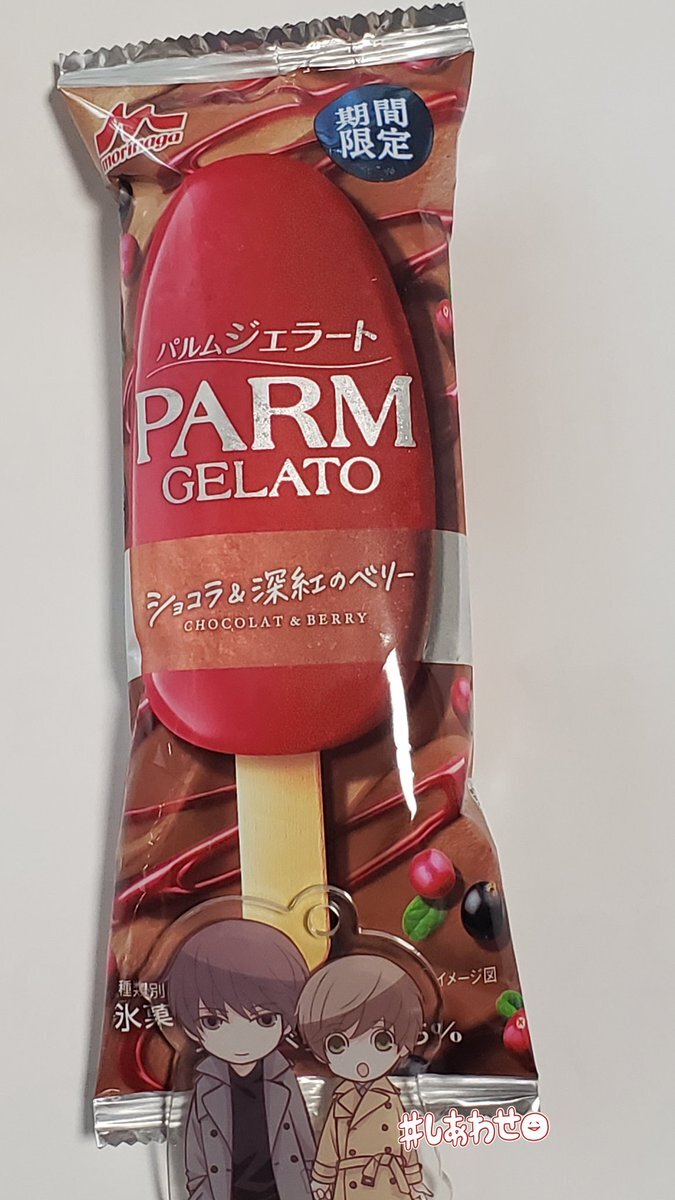 morinaga
期間
限定
パルムジェラート
PARM
GELATO
ショコラ&深紅のベリー
CHOCOLAT & BERRY
イメージ図
種類別
氷菓
%
#しあわせ